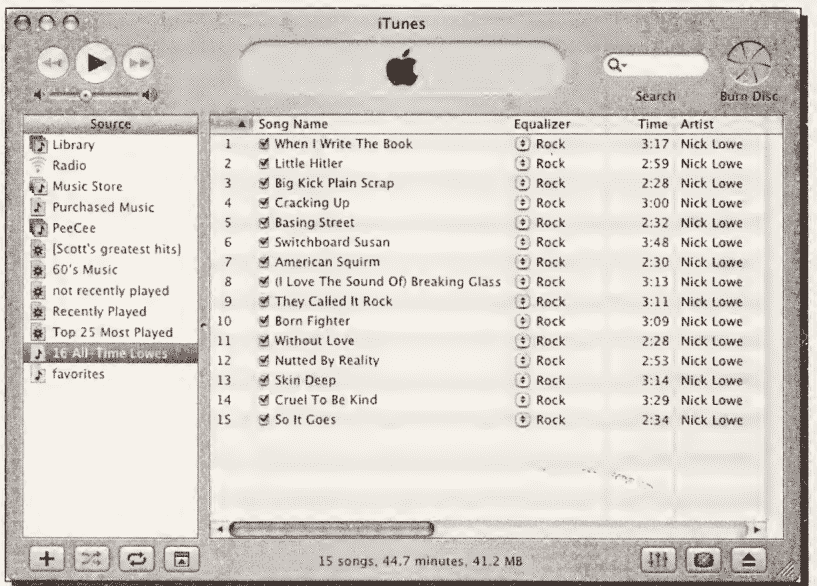 iTunes
Search
Burn Disc
Source
Library
Radio
Music Store
Purchased Music
PeeCee
[Scott's greatest hits]
60's Music
not recently played
Recently Played
Top 25 Most Played
16 All-Time Lowes
favorites
Song Name Equalizer Time Artist
1 When I Write The Book Rock 3:17 Nick Lowe
2 Little Hitler Rock 2:59 Nick Lowe
3 Big Kick Plain Scrap Rock 2:28 Nick Lowe
4 Cracking Up Rock 3:00 Nick Lowe
5 Basing Street Rock 2:32 Nick Lowe
6 Switchboard Susan Rock 3:48 Nick Lowe
7 American Squirm Rock 2:30 Nick Lowe
8 (I Love The Sound Of) Breaking Glass Rock 3:13 Nick Lowe
9 They Called It Rock Rock 3:11 Nick Lowe
10 Born Fighter Rock 3:09 Nick Lowe
11 Without Love Rock 2:28 Nick Lowe
12 Nutted By Reality Rock 2:53 Nick Lowe
13 Skin Deep Rock 3:14 Nick Lowe
14 Cruel To Be Kind Rock 3:29 Nick Lowe
15 So It Goes Rock 2:34 Nick Lowe
15 songs, 44.7 minutes, 41.2 MB